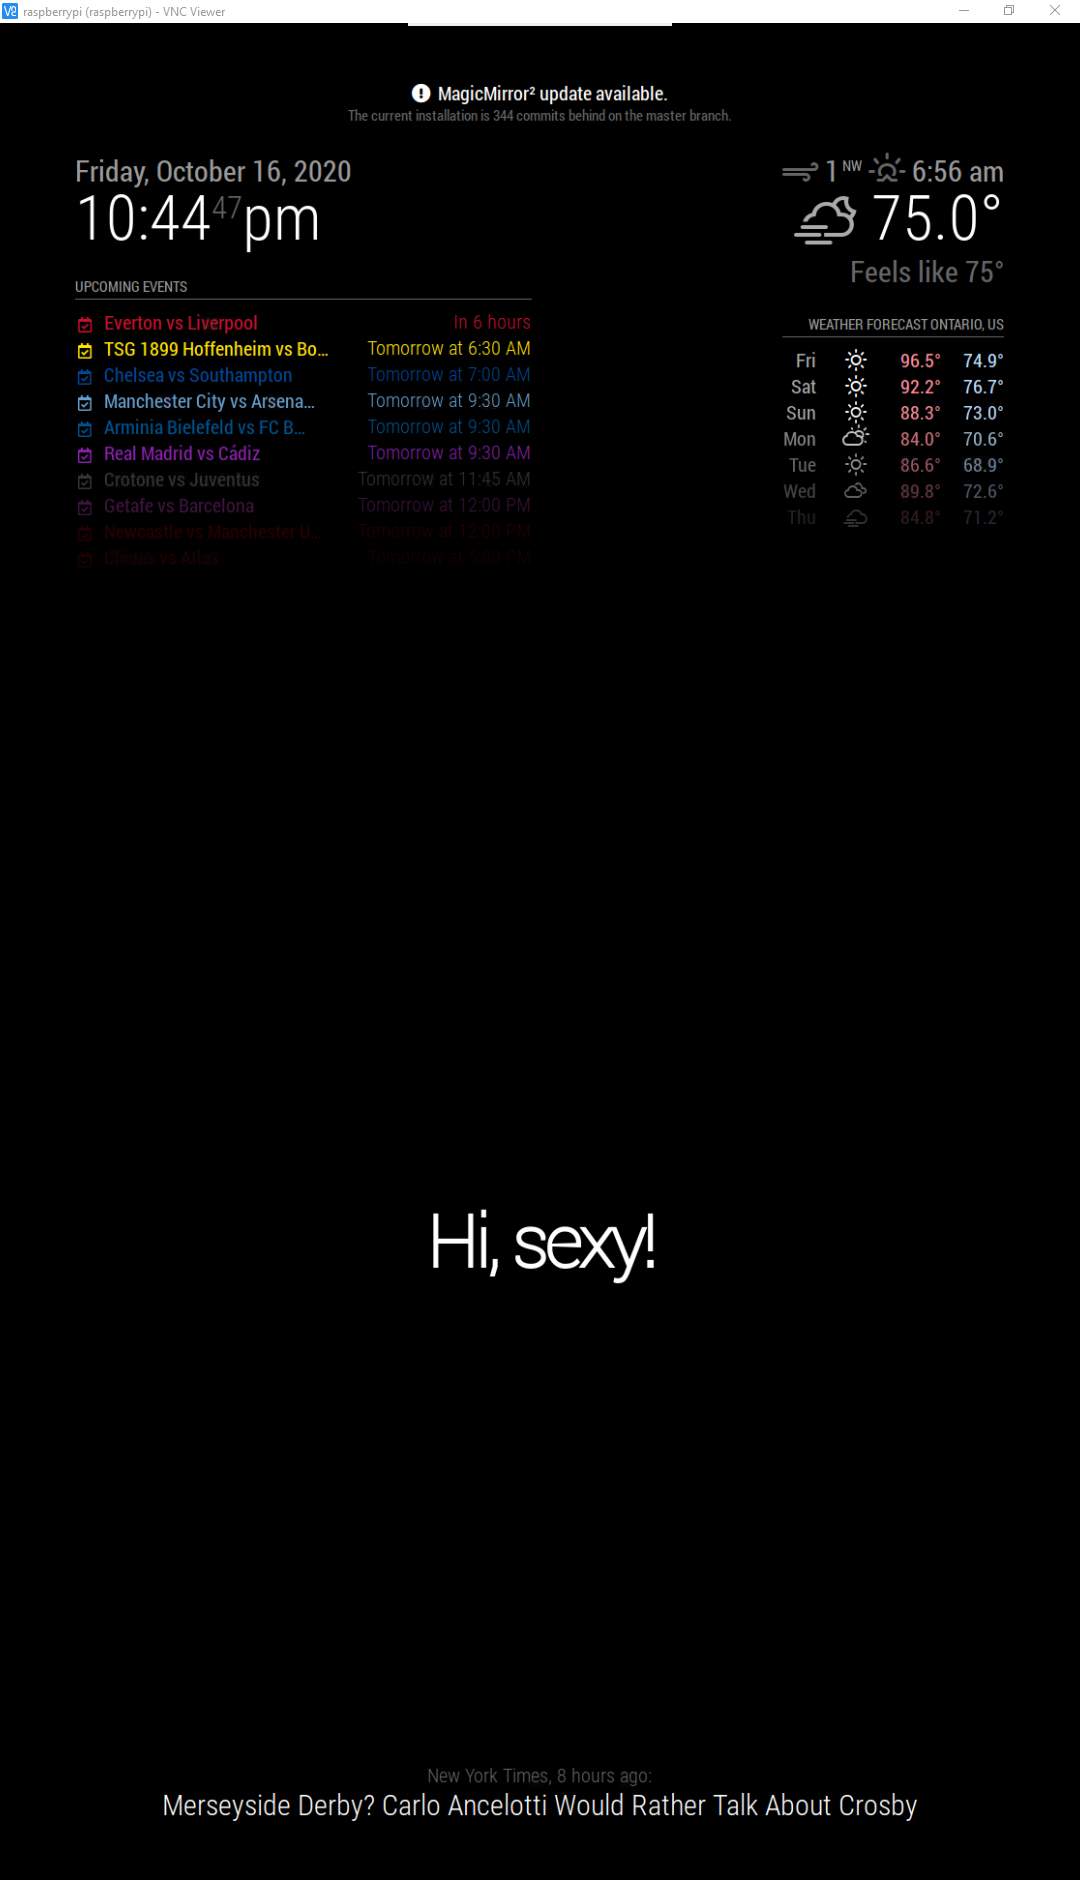 V2 raspberrypi (raspberrypi) - VNC Viewer
MagicMirror² update available.
The current installation is 344 commits behind on the master branch.
Friday, October 16, 2020
10:44 47 pm
UPCOMING EVENTS
Everton vs Liverpool In 6 hours
TSG 1899 Hoffenheim vs Bo... Tomorrow at 6:30 AM
Chelsea vs Southampton Tomorrow at 7:00 AM
Manchester City vs Arsena... Tomorrow at 9:30 AM
Arminia Bielefeld vs FC B... Tomorrow at 9:30 AM
Real Madrid vs Cádiz Tomorrow at 9:30 AM
Crotone vs Juventus Tomorrow at 11:45 AM
Getafe vs Barcelona Tomorrow at 12:00 PM
Newcastle vs Manchester U... Tomorrow at 12:00 PM
Chivas vs Atlas Tomorrow at 5:00 PM
1 NW 6:56 am
75.0°
Feels like 75°
WEATHER FORECAST ONTARIO, US
Fri 96.5° 74.9°
Sat 92.2° 76.7°
Sun 88.3° 73.0°
Mon 84.0° 70.6°
Tue 86.6° 68.9°
Wed 89.8° 72.6°
Thu 84.8° 71.2°
Hi, sexy!
New York Times, 8 hours ago:
Merseyside Derby? Carlo Ancelotti Would Rather Talk About Crosby